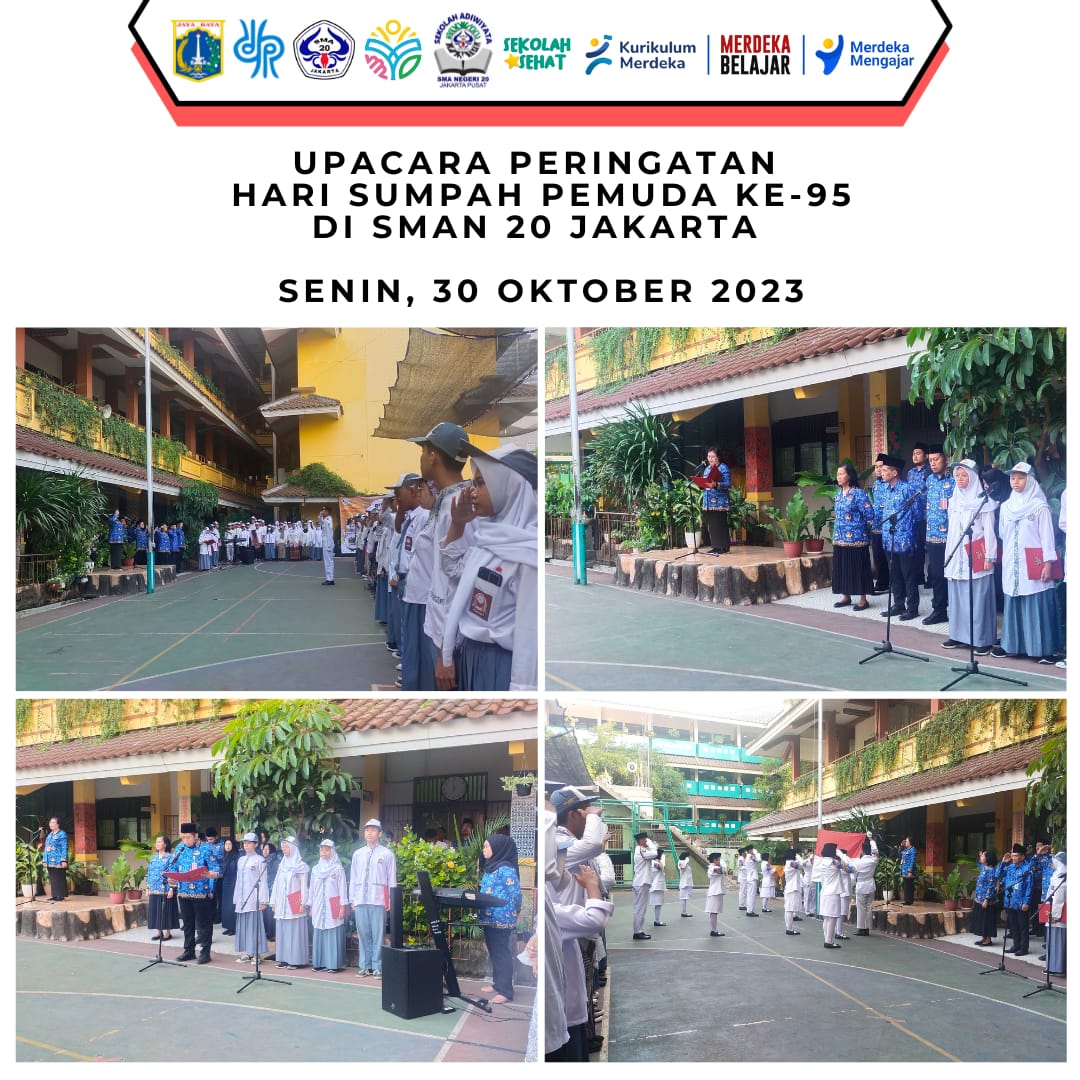 JAYA RAYA
SMA
20
JAKARTA
SEKOLAH ADIWIYATA
SMA NEGERI 20
JAKARTA PUSAT
SEKOLAH
SEHAT
Kurikulum
Merdeka
MERDEKA
BELAJAR
Merdeka
Mengajar
UPACARA PERINGATAN
HARI SUMPAH PEMUDA KE-95
DI SMAN 20 JAKARTA
SENIN, 30 OKTOBER 2023